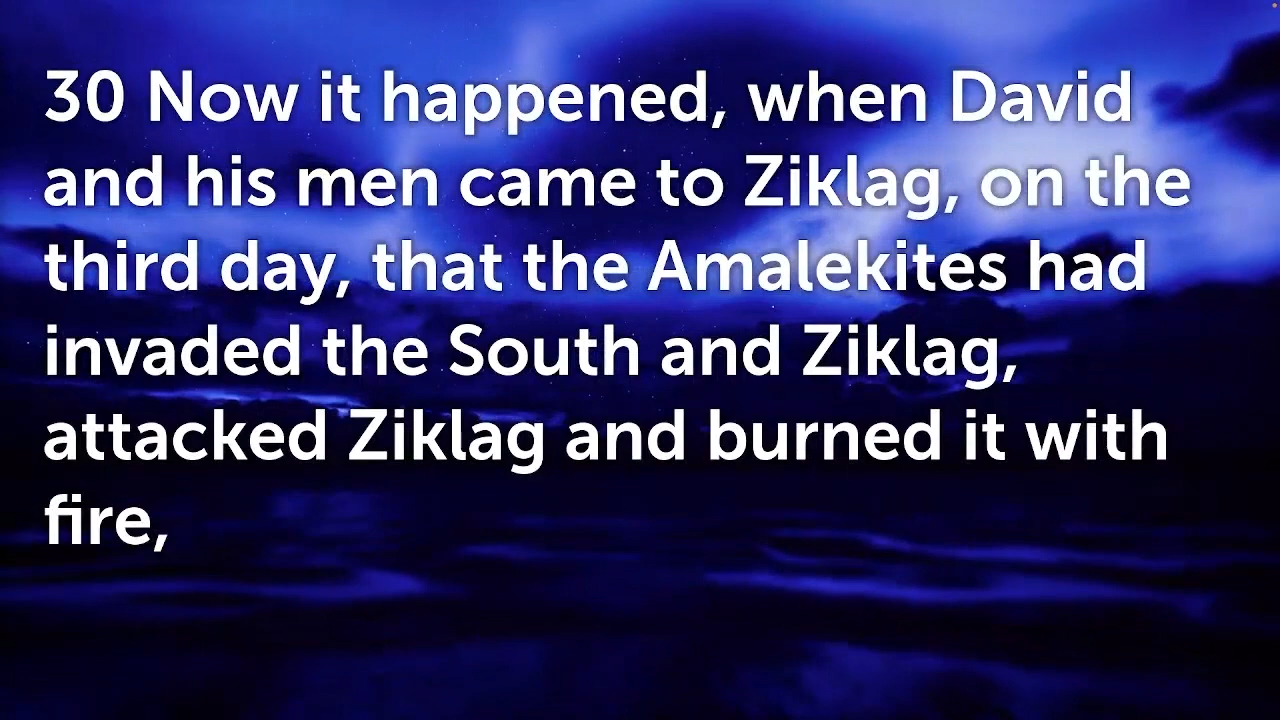 30 Now it happened, when David
and his men came to Ziklag, on the
third day, that the Amalekites had
invaded the South and Ziklag,
attacked Ziklag and burned it with
fire,